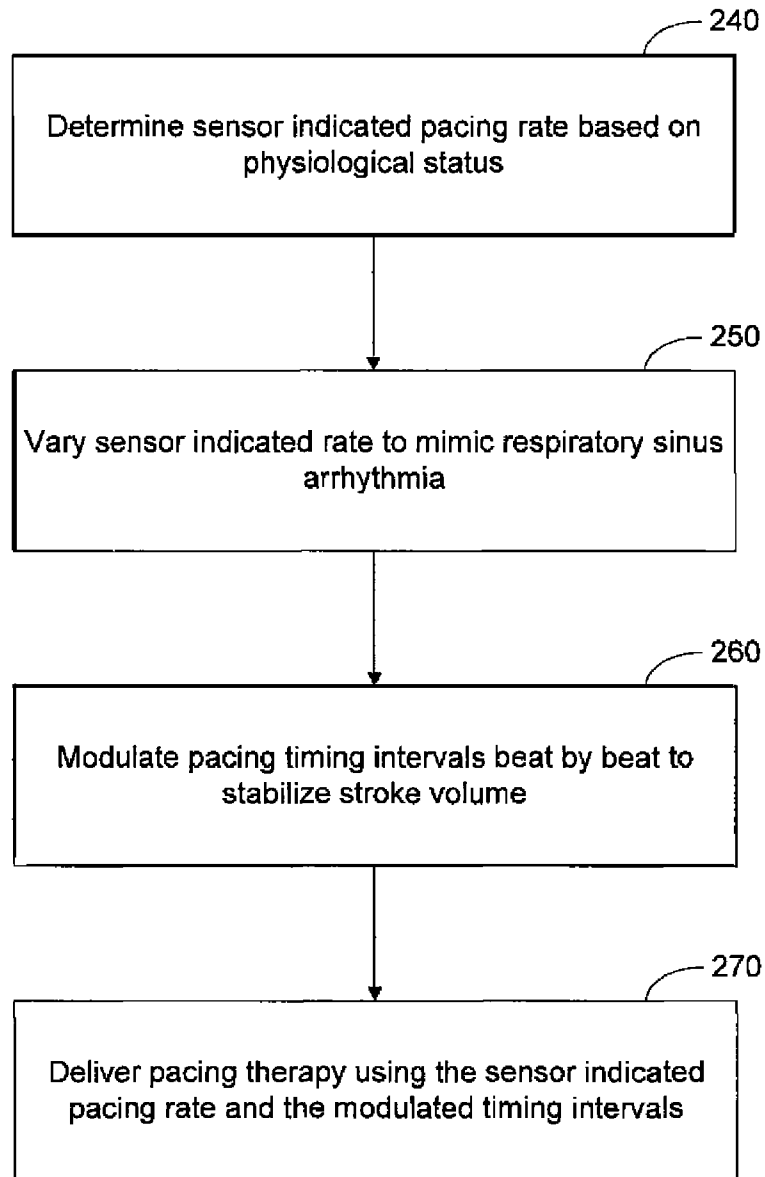 240
Determine sensor indicated pacing rate based on
physiological status
250
Vary sensor indicated rate to mimic respiratory sinus
arrhythmia
260
Modulate pacing timing intervals beat by beat to
stabilize stroke volume
270
Deliver pacing therapy using the sensor indicated
pacing rate and the modulated timing intervals